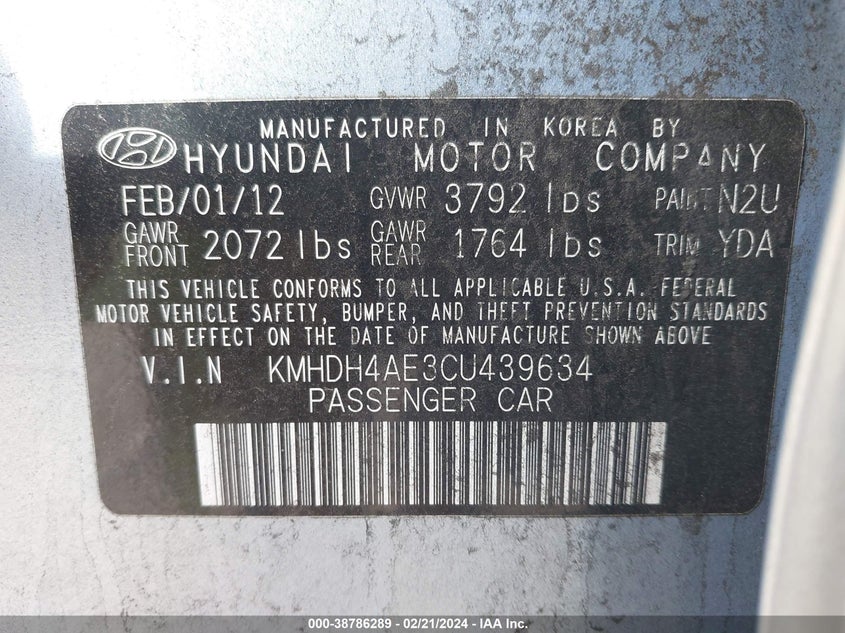 MANUFACTURED IN KOREA BY
HYUNDAI MOTOR COMPANY
FEB/01/12 GVWR 3792 lbs PAINT N2U
GAWR FRONT 2072 lbs GAWR REAR 1764 lbs TRIM YDA
THIS VEHICLE CONFORMS TO ALL APPLICABLE U.S.A. FEDERAL
MOTOR VEHICLE SAFETY, BUMPER, AND THEFT PREVENTION STANDARDS
IN EFFECT ON THE DATE OF MANUFACTURE SHOWN ABOVE
V.I.N KMHDH4AE3CU439634
PASSENGER CAR
000-38786289 - 02/21/2024 - IAA Inc.